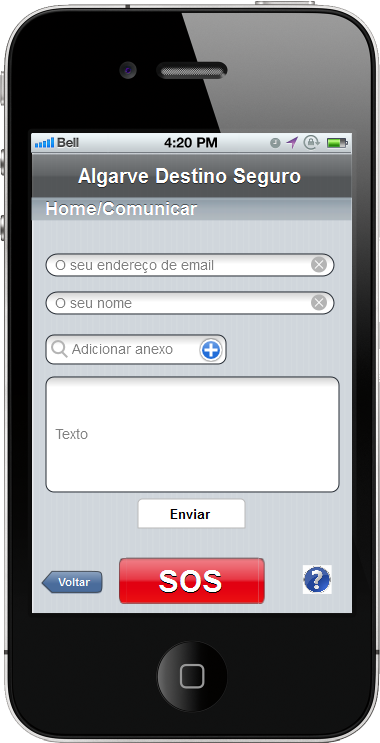 Bell 4:20 PM
Algarve Destino Seguro
Home/Comunicar
O seu endereço de email
O seu nome
Adicionar anexo
Texto
Enviar
Voltar SOS ?